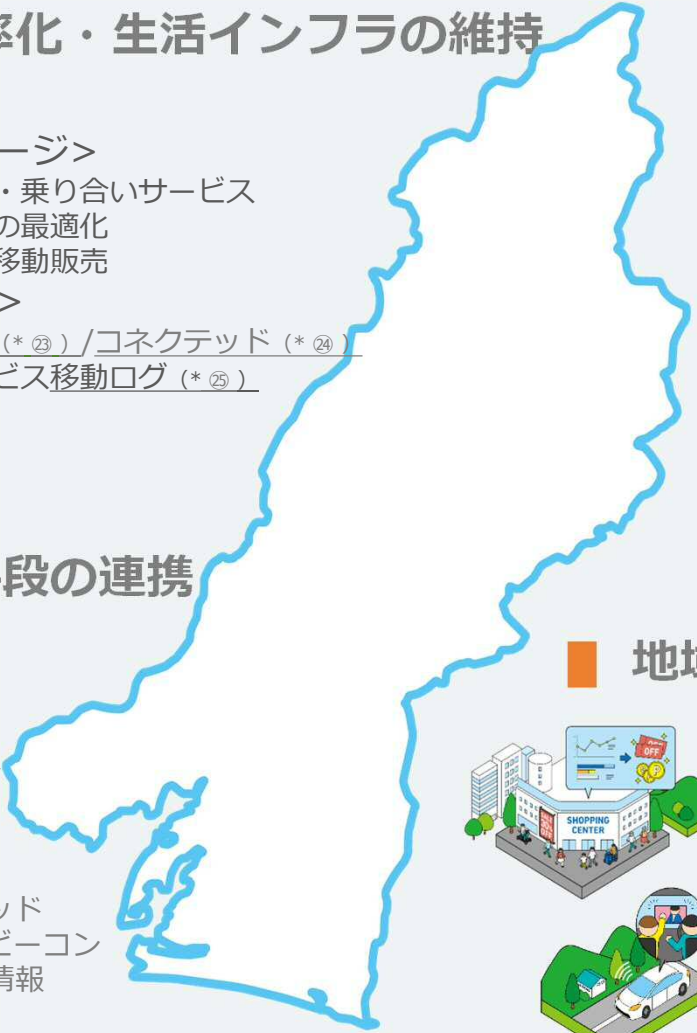 率化・生活インフラの維持
ージ>
・乗り合いサービス
の最適化
移動販売
>
(* ㉓ ) /コネクテッド (* ㉔ )
ビス移動ログ (* ㉕ )
段の連携
地域
OFF
SHOPPING
CENTER
ッド
ビーコン
情報